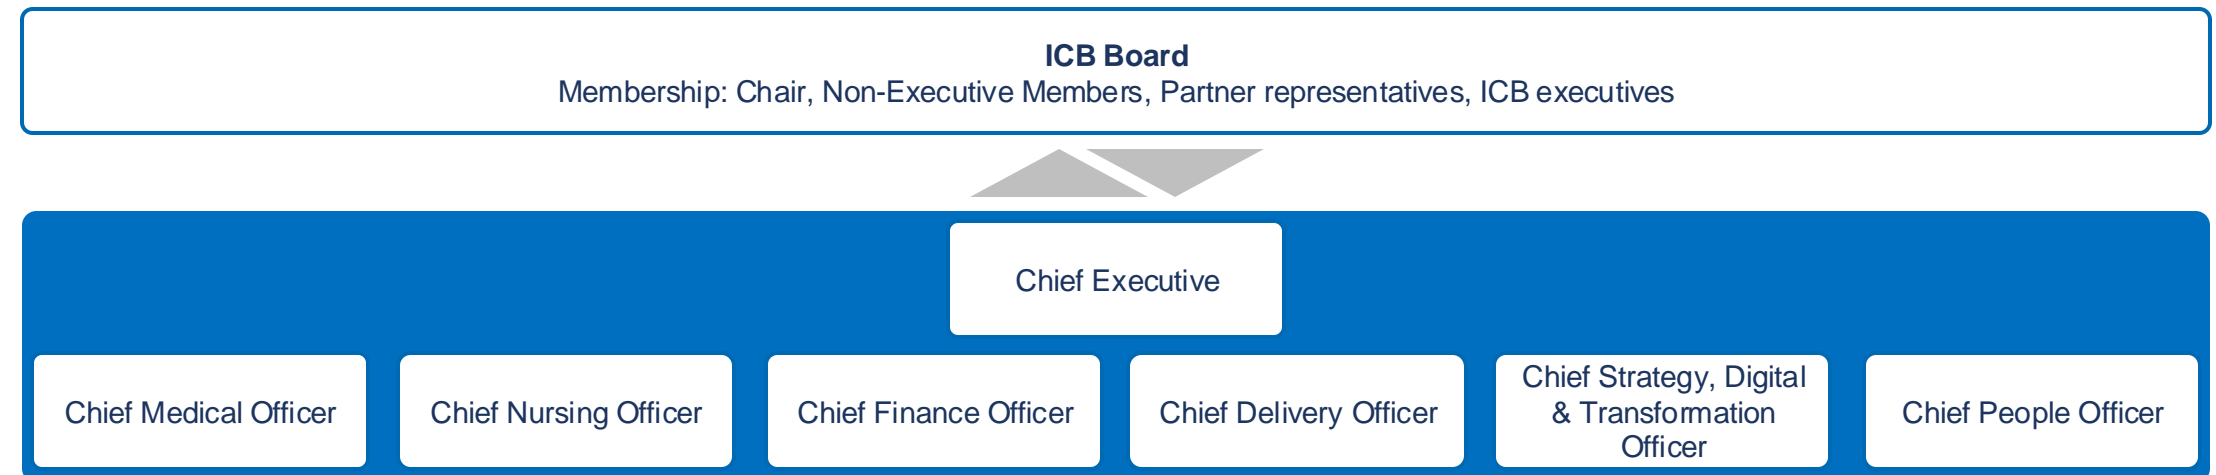 ICB Board
Membership: Chair, Non-Executive Members, Partner representatives, ICB executives
Chief Executive
Chief Medical Officer
Chief Nursing Officer
Chief Finance Officer
Chief Delivery Officer
Chief Strategy, Digital
& Transformation
Officer
Chief People Officer